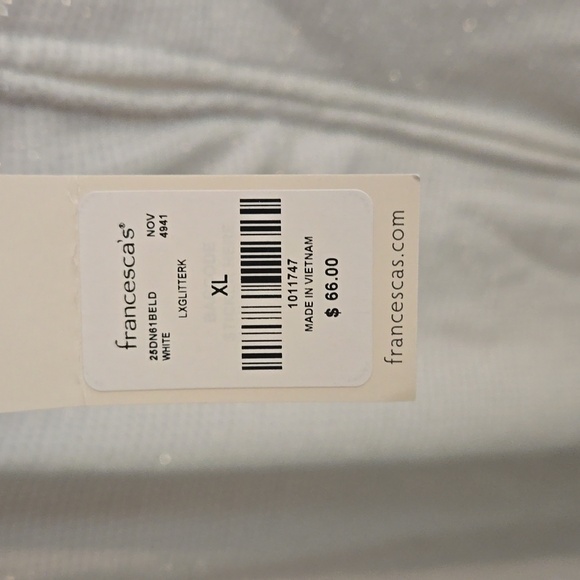 francesca's®
25DN61BELD NOV
WHITE 4941
LXGLITTERK
XL
1011747
MADE IN VIETNAM
$ 66.00
francescas.com